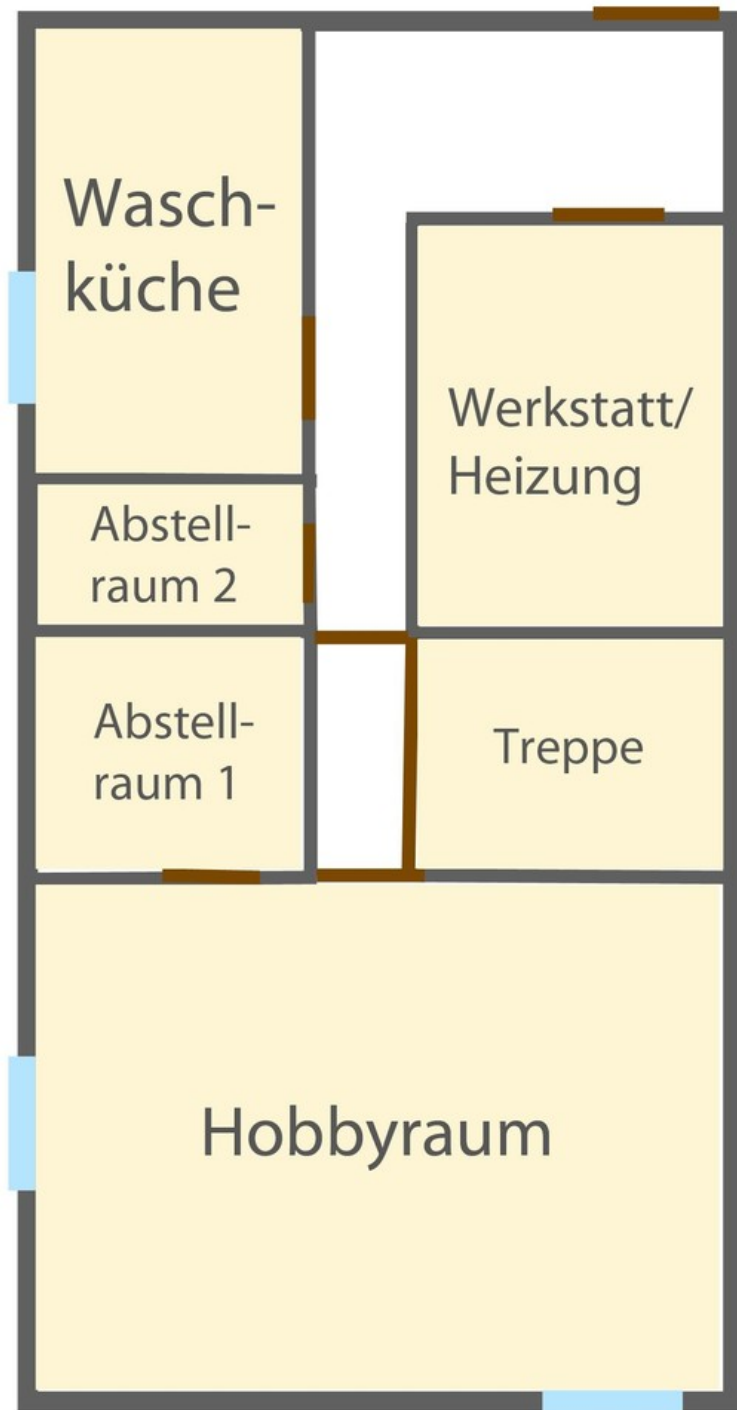 Wasch-
küche
Werkstatt/
Heizung
Abstell-
raum 2
Abstell-
raum 1
Treppe
Hobbyraum